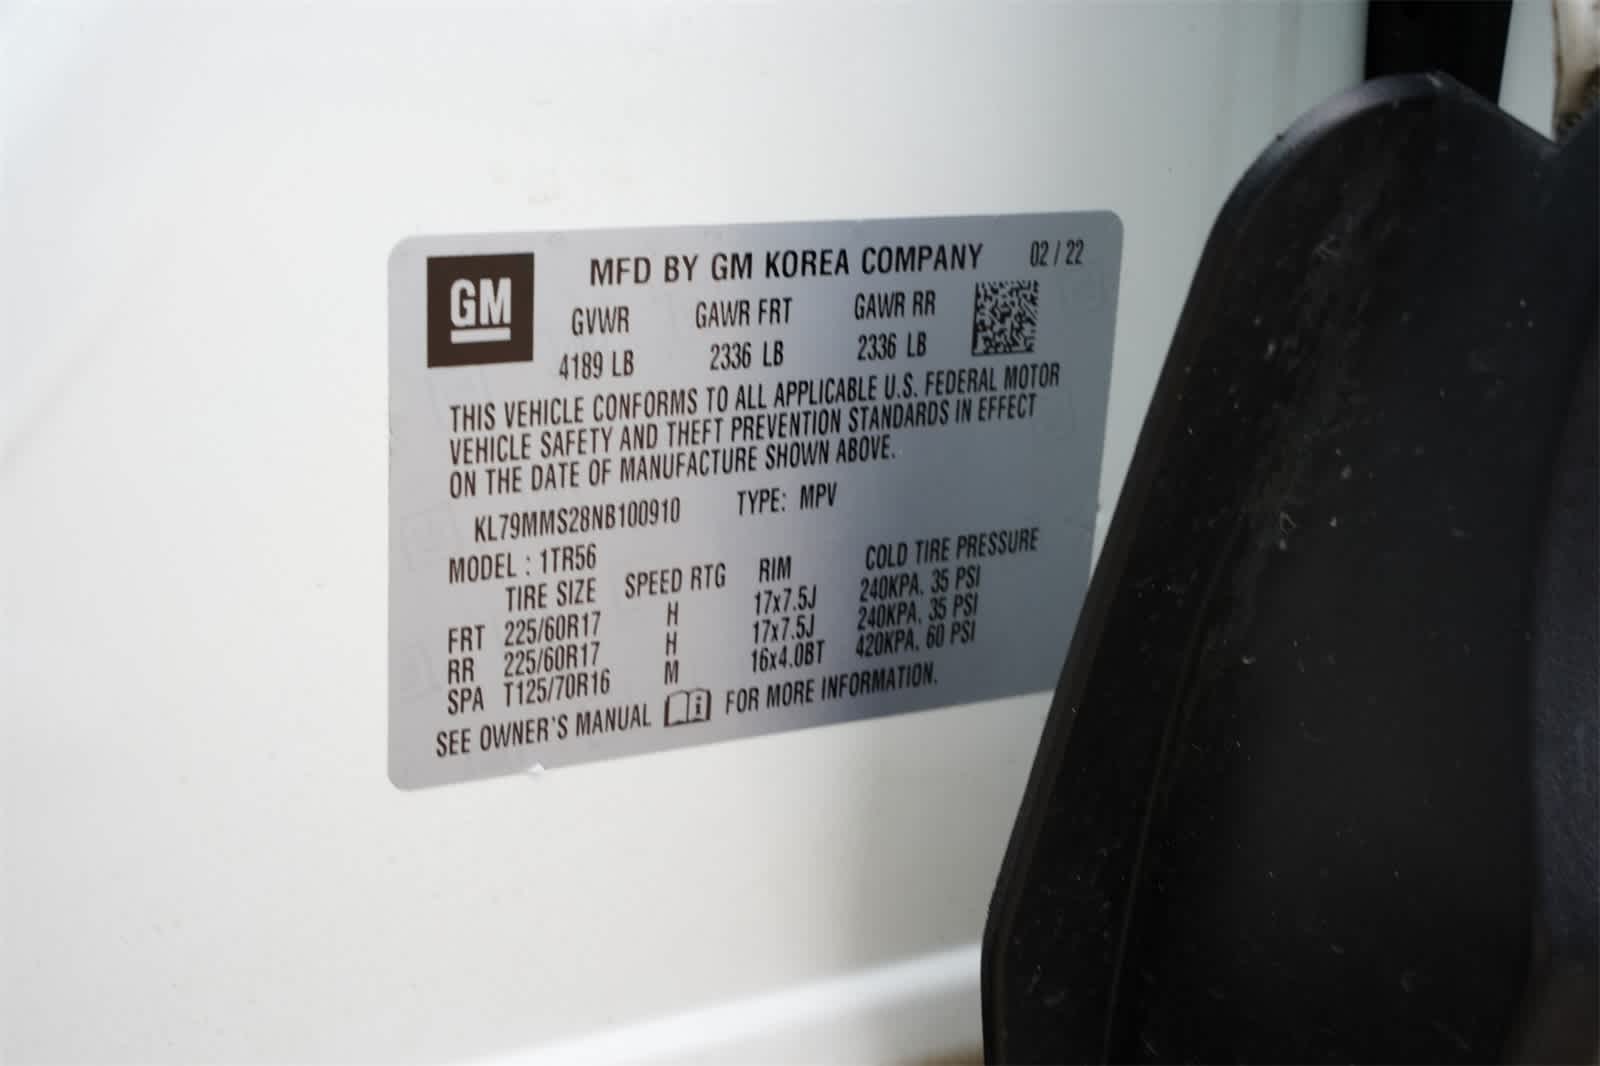 GM
MFD BY GM KOREA COMPANY 02 / 22
GVWR GAWR FRT GAWR RR
4189 LB 2336 LB 2336 LB
THIS VEHICLE CONFORMS TO ALL APPLICABLE U.S. FEDERAL MOTOR
VEHICLE SAFETY AND THEFT PREVENTION STANDARDS IN EFFECT
ON THE DATE OF MANUFACTURE SHOWN ABOVE.
KL79MMS28NB100910 TYPE: MPV
MODEL : 1TR56
TIRE SIZE SPEED RTG RIM COLD TIRE PRESSURE
FRT 225/60R17 H 17x7.5J 240KPA, 35 PSI
RR 225/60R17 H 17x7.5J 240KPA, 35 PSI
SPA T125/70R16 M 16x4.0BT 420KPA, 60 PSI
SEE OWNER'S MANUAL FOR MORE INFORMATION.